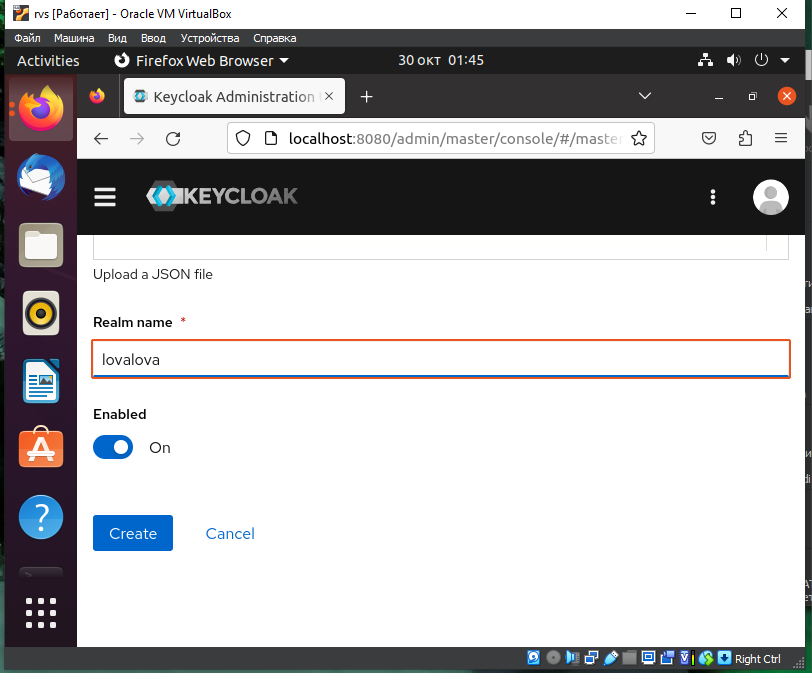 rvs [Работает] - Oracle VM VirtualBox
Файл Машина Вид Ввод Устройства Справка
Activities Firefox Web Browser 30 окт 01:45
Keycloak Administration
localhost:8080/admin/master/console/#/master
KEYCLOAK
Upload a JSON file
Realm name *
lovalova
Enabled
On
Create Cancel
Right Ctrl